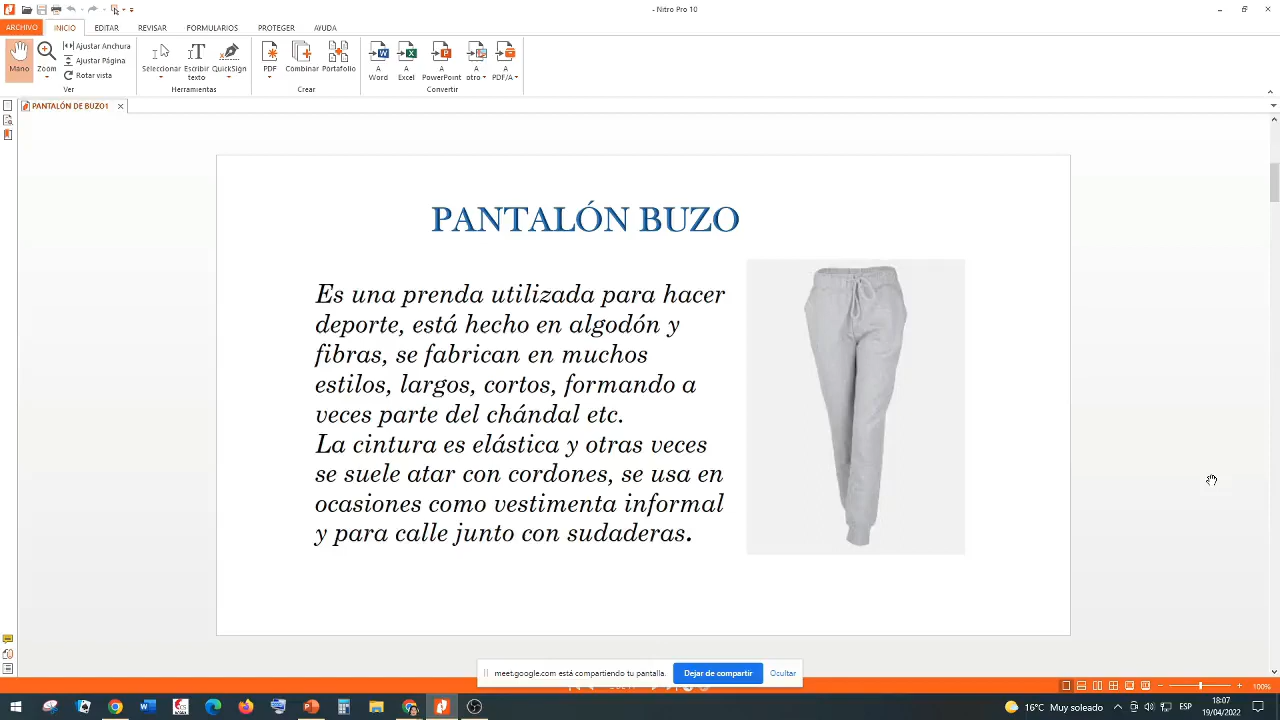 - Nitro Pro 10
ARCHIVO INICIO EDITAR REVISAR FORMULARIOS PROTEGER AYUDA
Mano
Zoom
Ajustar Anchura
Ajustar Página
Rotar vista
Ver
Seleccionar
Escribir texto
QuickSign
Herramientas
PDF
Combinar
Portafolio
Crear
A Word
A Excel
A PowerPoint
A otro
A PDF/A
Convertir
PANTALÓN DE BUZO1
PANTALÓN BUZO
Es una prenda utilizada para hacer
deporte, está hecho en algodón y
fibras, se fabrican en muchos
estilos, largos, cortos, formando a
veces parte del chándal etc.
La cintura es elástica y otras veces
se suele atar con cordones, se usa en
ocasiones como vestimenta informal
y para calle junto con sudaderas.
meet.google.com está compartiendo tu pantalla.
Dejar de compartir
Ocultar
100%
16°C Muy soleado
ESP
18:07
19/04/2022